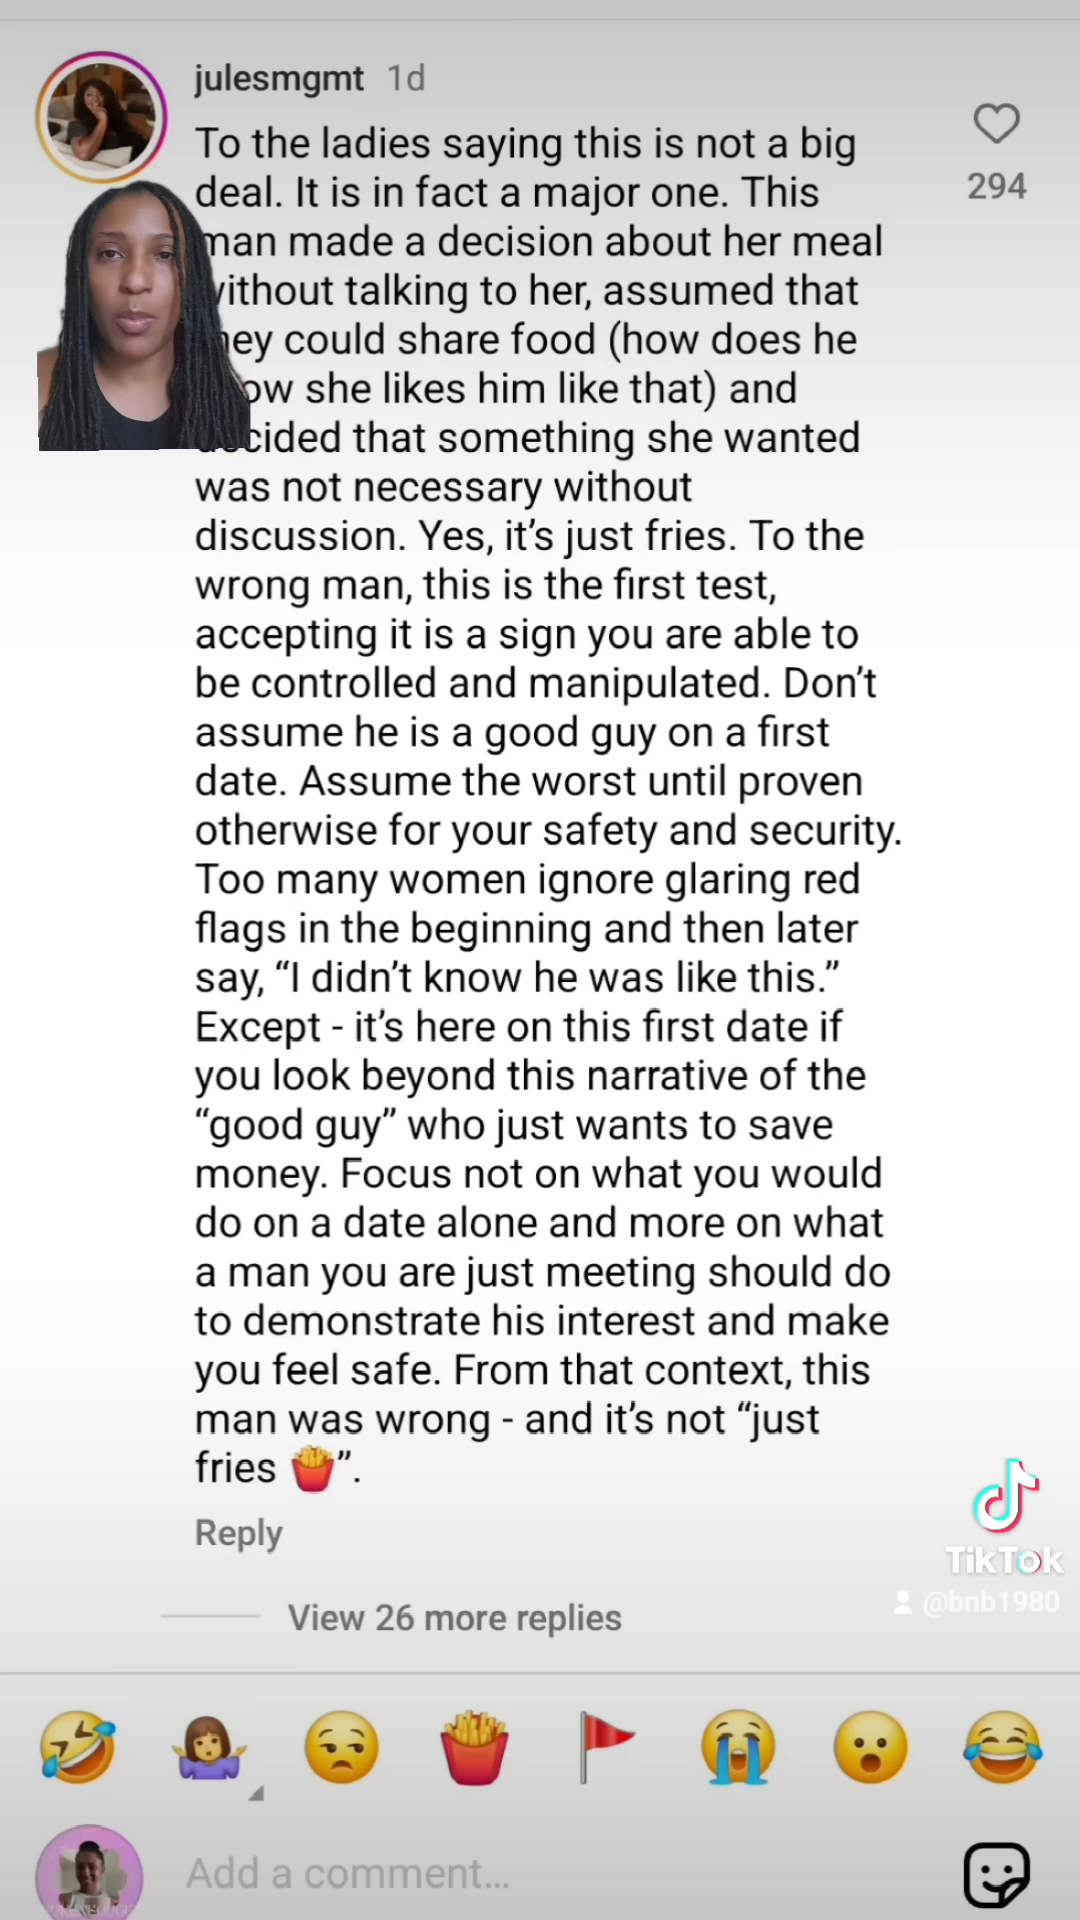 julesmgmt 1d
To the ladies saying this is not a big
deal. It is in fact a major one. This
man made a decision about her meal
without talking to her, assumed that
they could share food (how does he
know she likes him like that) and
decided that something she wanted
was not necessary without
discussion. Yes, it's just fries. To the
wrong man, this is the first test,
accepting it is a sign you are able to
be controlled and manipulated. Don't
assume he is a good guy on a first
date. Assume the worst until proven
otherwise for your safety and security.
Too many women ignore glaring red
flags in the beginning and then later
say, “I didn't know he was like this.”
Except - it's here on this first date if
you look beyond this narrative of the
“good guy” who just wants to save
money. Focus not on what you would
do on a date alone and more on what
a man you are just meeting should do
to demonstrate his interest and make
you feel safe. From that context, this
man was wrong - and it's not “just
fries 🍟”.
294
Reply
View 26 more replies
TikTok
@bnb1980
Add a comment...